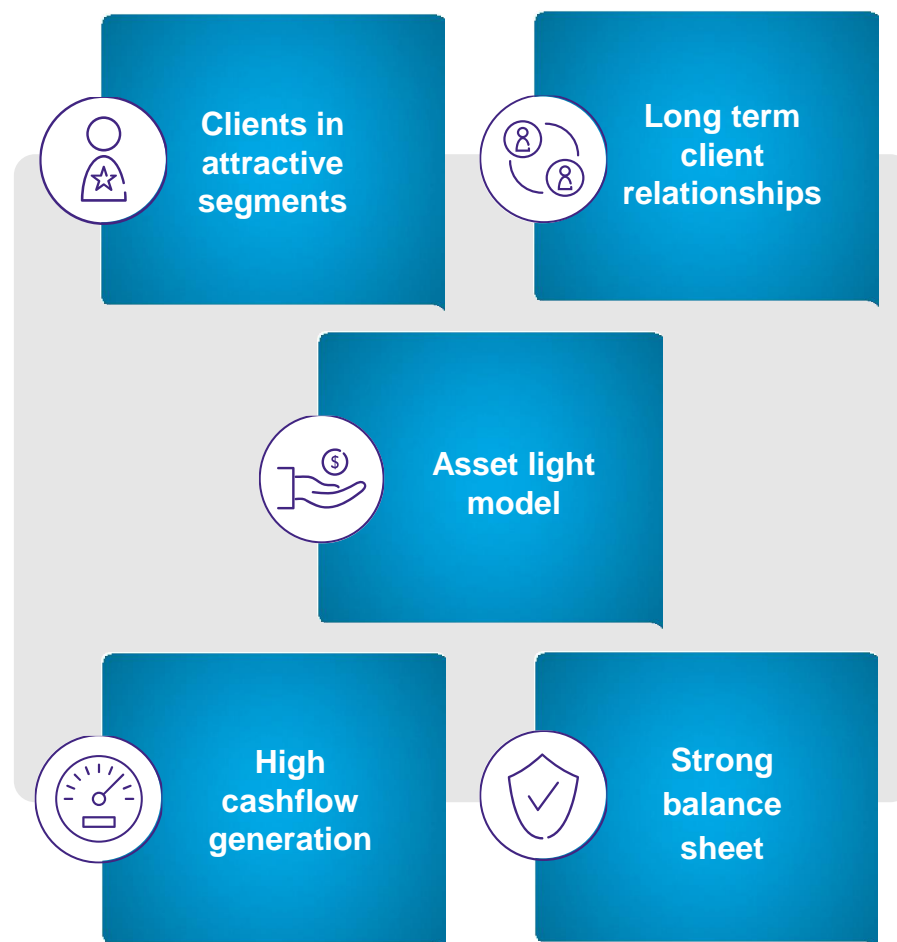 Clients in
attractive
segments
Long term
client
relationships
$
Asset light
model
High
cashflow
generation
Strong
balance
sheet